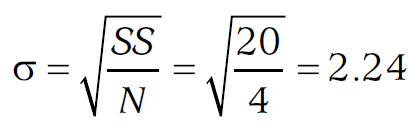 σ = √(SS/N) = √(20/4) = 2.24